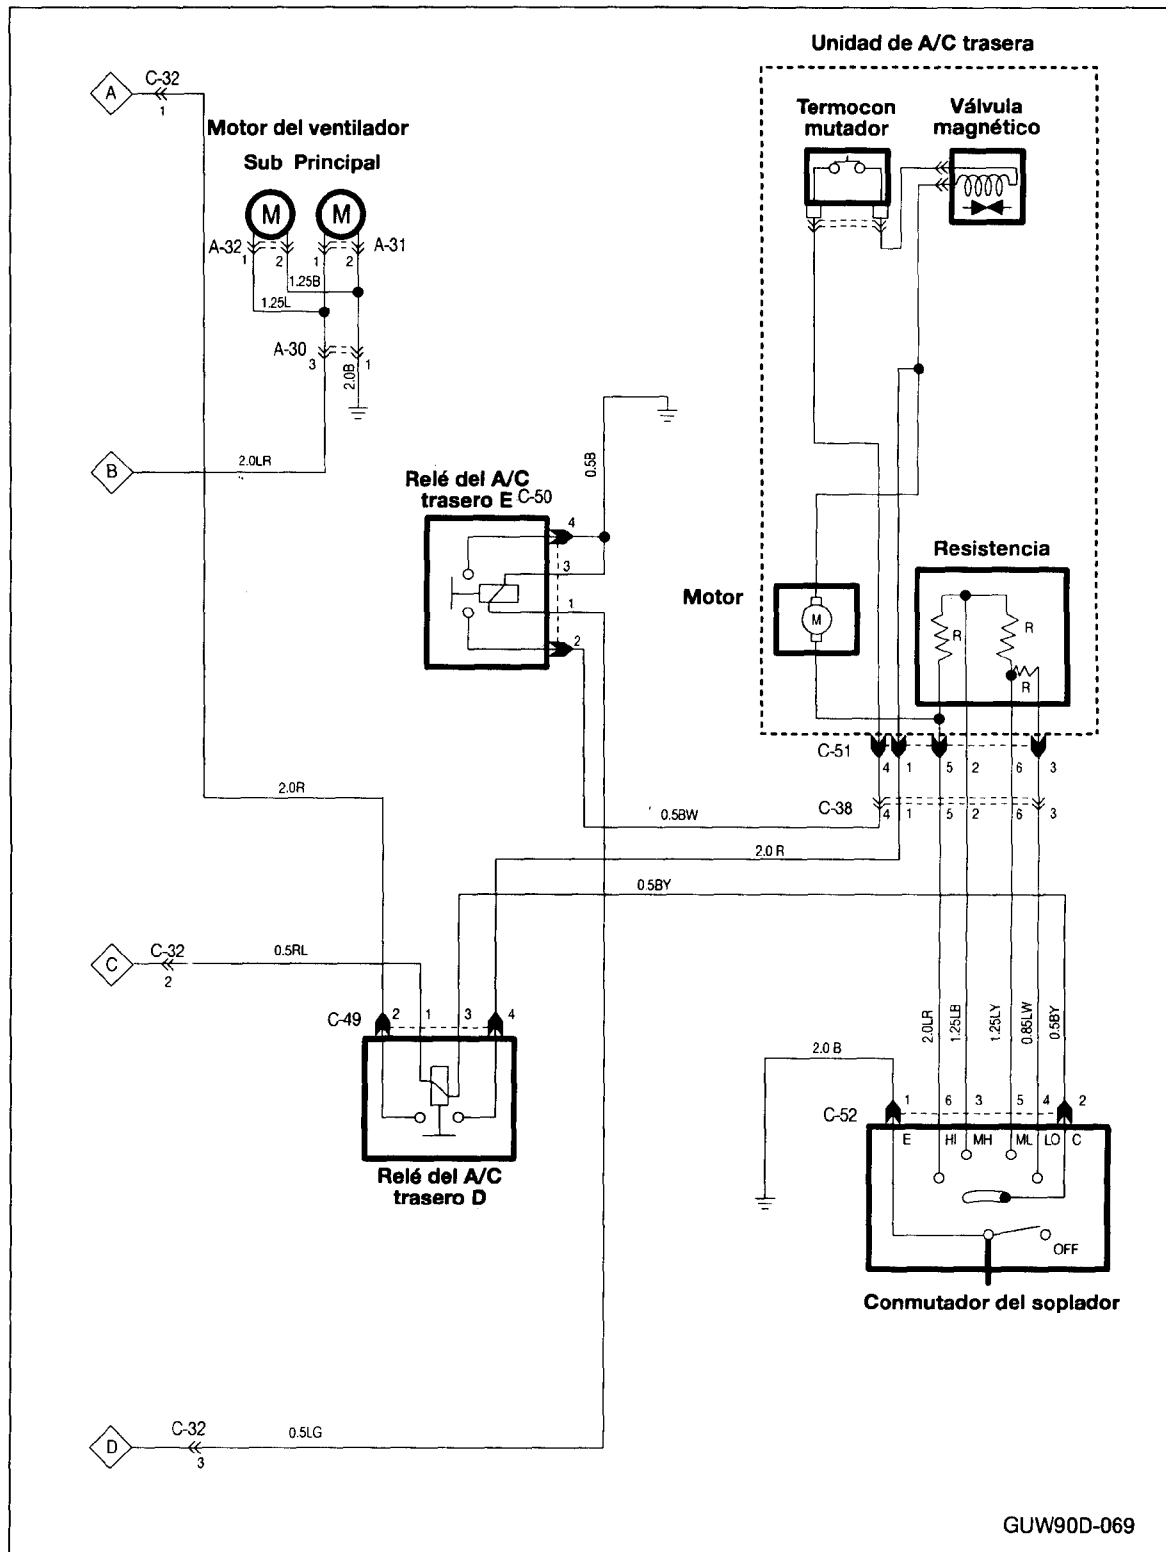 Unidad de A/C trasera
A
C-32
1
Motor del ventilador
Sub Principal
M
M
A-32
1
2
1
2
A-31
1.25B
1.25L
A-30
3
1
2.0B
Termocon
mutador
Válvula
magnético
B
2.0LR
0.5B
Relé del A/C
trasero E
C-50
4
3
1
2
Motor
M
Resistencia
R
R
R
C-51
4
1
5
2
6
3
C-38
4
1
5
2
6
3
2.0R
0.5BW
2.0 R
0.5BY
C
C-32
2
0.5RL
C-49
2
1
3
4
Relé del A/C
trasero D
2.0LR
1.25LB
1.25LY
0.85LW
0.5BY
2.0 B
C-52
1
6
3
5
4
2
E
HI
MH
ML
LO
C
OFF
Conmutador del soplador
D
C-32
3
0.5LG
GUW90D-069